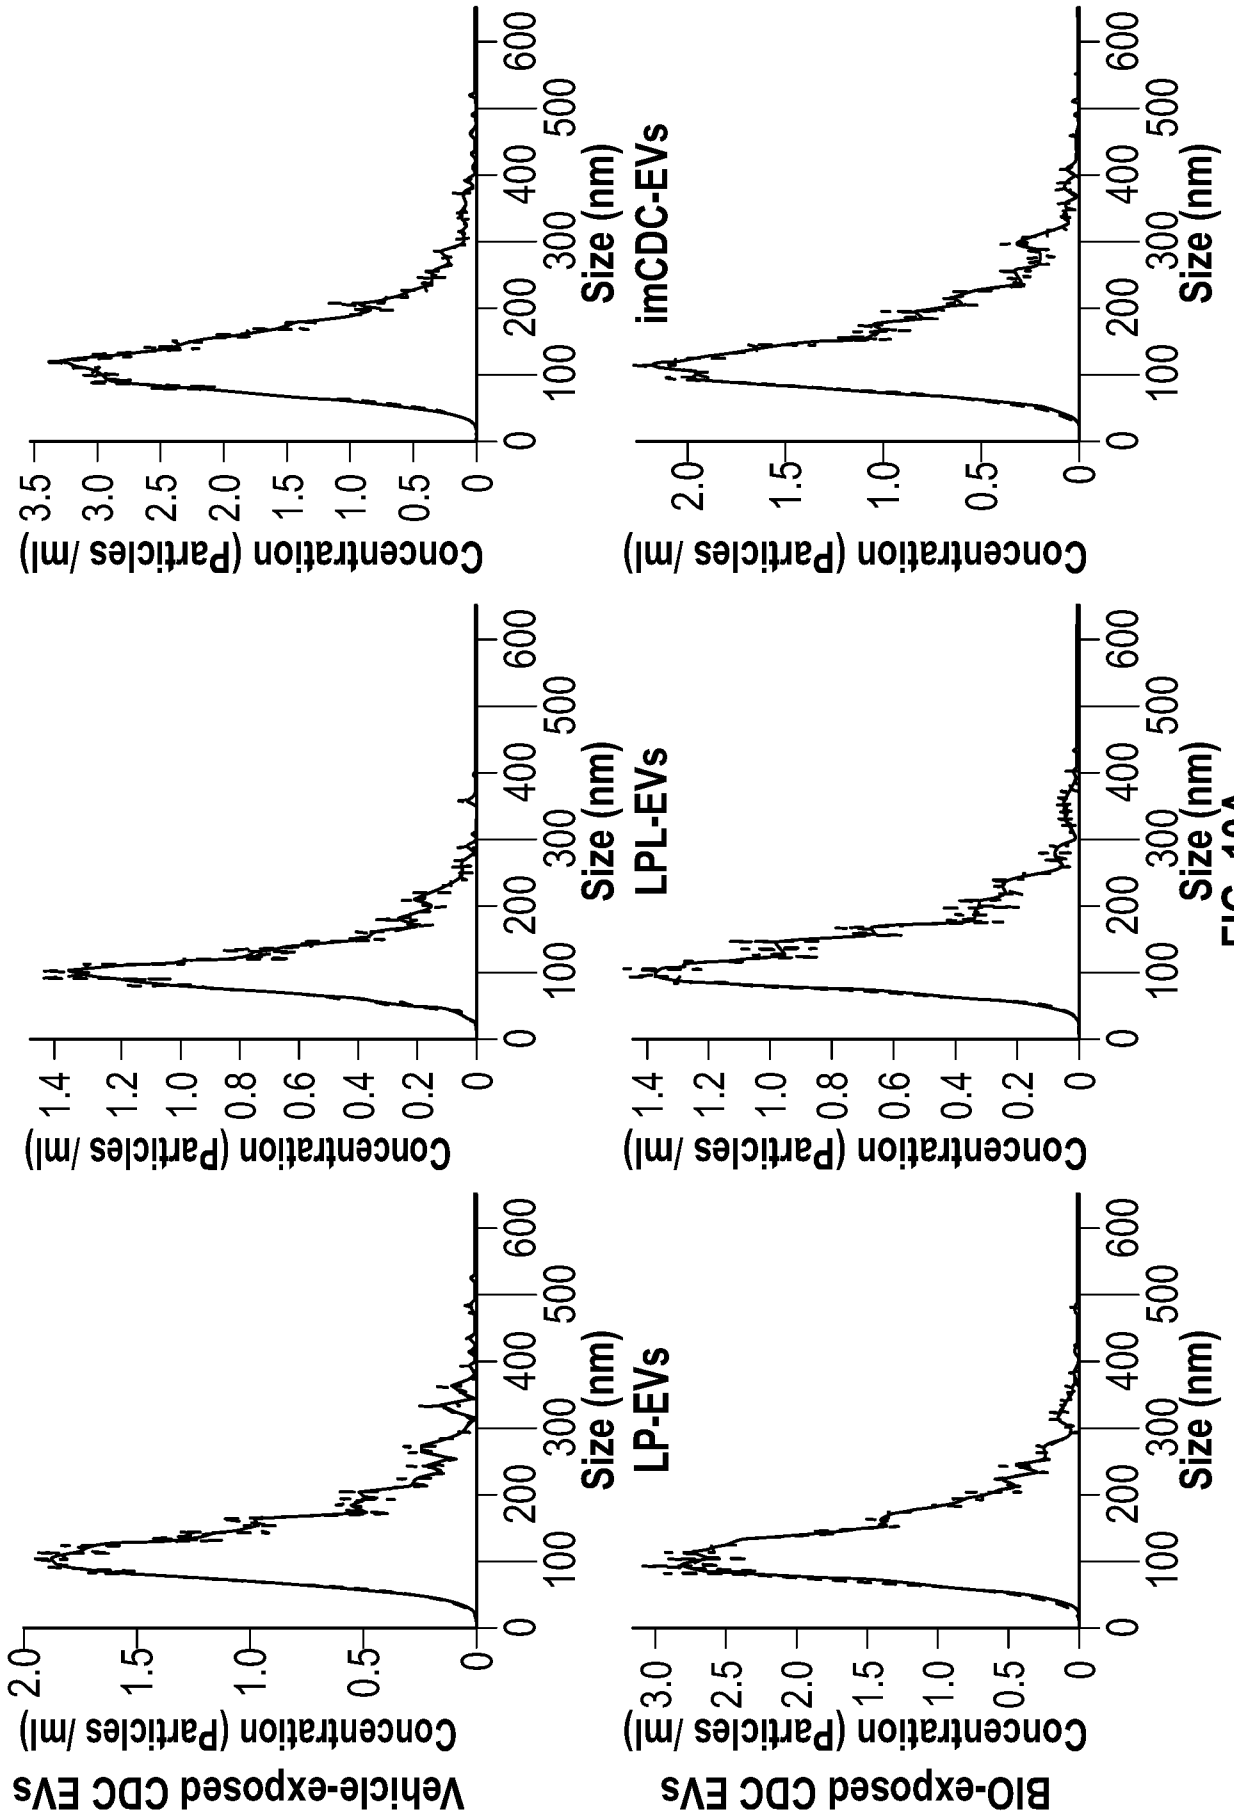 Vehicle-exposed CDC EVs
Concentration (Particles /ml)
2.0
1.5
1.0
0.5
0
0 100 200 300 400 500 600
Size (nm)
Concentration (Particles /ml)
1.4
1.2
1.0
0.8
0.6
0.4
0.2
0
0 100 200 300 400 500 600
Size (nm)
Concentration (Particles /ml)
3.5
3.0
2.5
2.0
1.5
1.0
0.5
0
0 100 200 300 400 500 600
Size (nm)
LP-EVs
LPL-EVs
imCDC-EVs
BIO-exposed CDC EVs
Concentration (Particles /ml)
3.0
2.5
2.0
1.5
1.0
0.5
0
0 100 200 300 400 500 600
Size (nm)
Concentration (Particles /ml)
1.4
1.2
1.0
0.8
0.6
0.4
0.2
0
0 100 200 300 400 500 600
Size (nm)
Concentration (Particles /ml)
2.0
1.5
1.0
0.5
0
0 100 200 300 400 500 600
Size (nm)